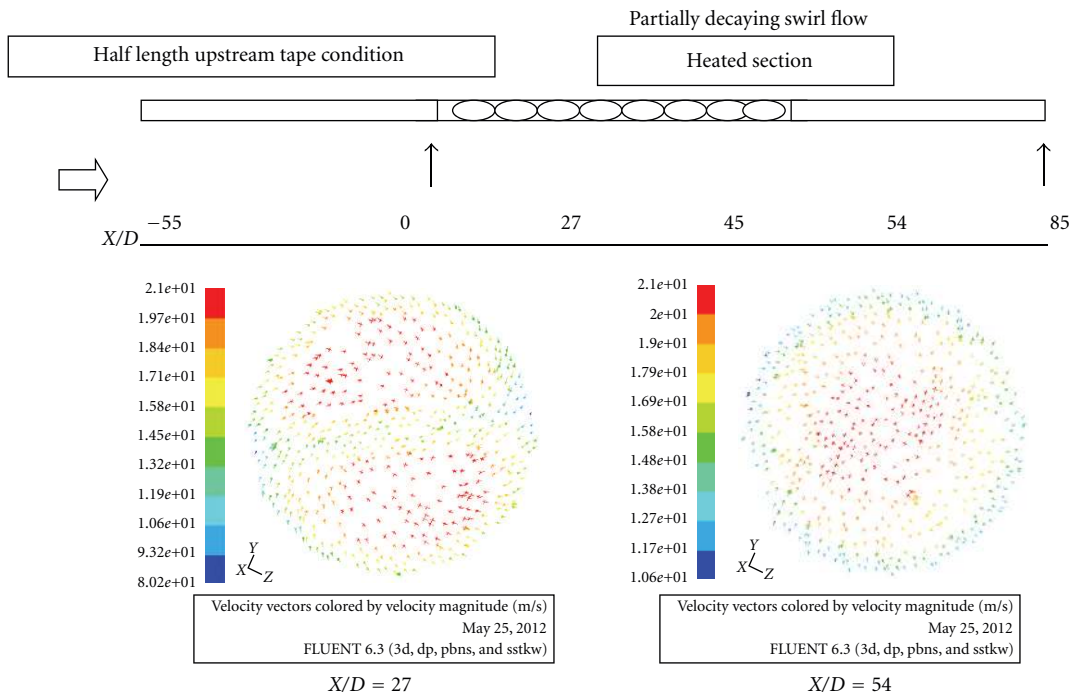 Partially decaying swirl flow
Half length upstream tape condition
Heated section
−55 0 27 45 54 85
X/D
2.1e+01
1.97e+01
1.84e+01
1.71e+01
1.58e+01
1.45e+01
1.32e+01
1.19e+01
1.06e+01
9.32e+00
8.02e+00
Y
X
Z
Velocity vectors colored by velocity magnitude (m/s)
May 25, 2012
FLUENT 6.3 (3d, dp, pbns, and sstkw)
X/D = 27
2.1e+01
2e+01
1.9e+01
1.79e+01
1.69e+01
1.58e+01
1.48e+01
1.38e+01
1.27e+01
1.17e+01
1.06e+01
Y
X
Z
Velocity vectors colored by velocity magnitude (m/s)
May 25, 2012
FLUENT 6.3 (3d, dp, pbns, and sstkw)
X/D = 54